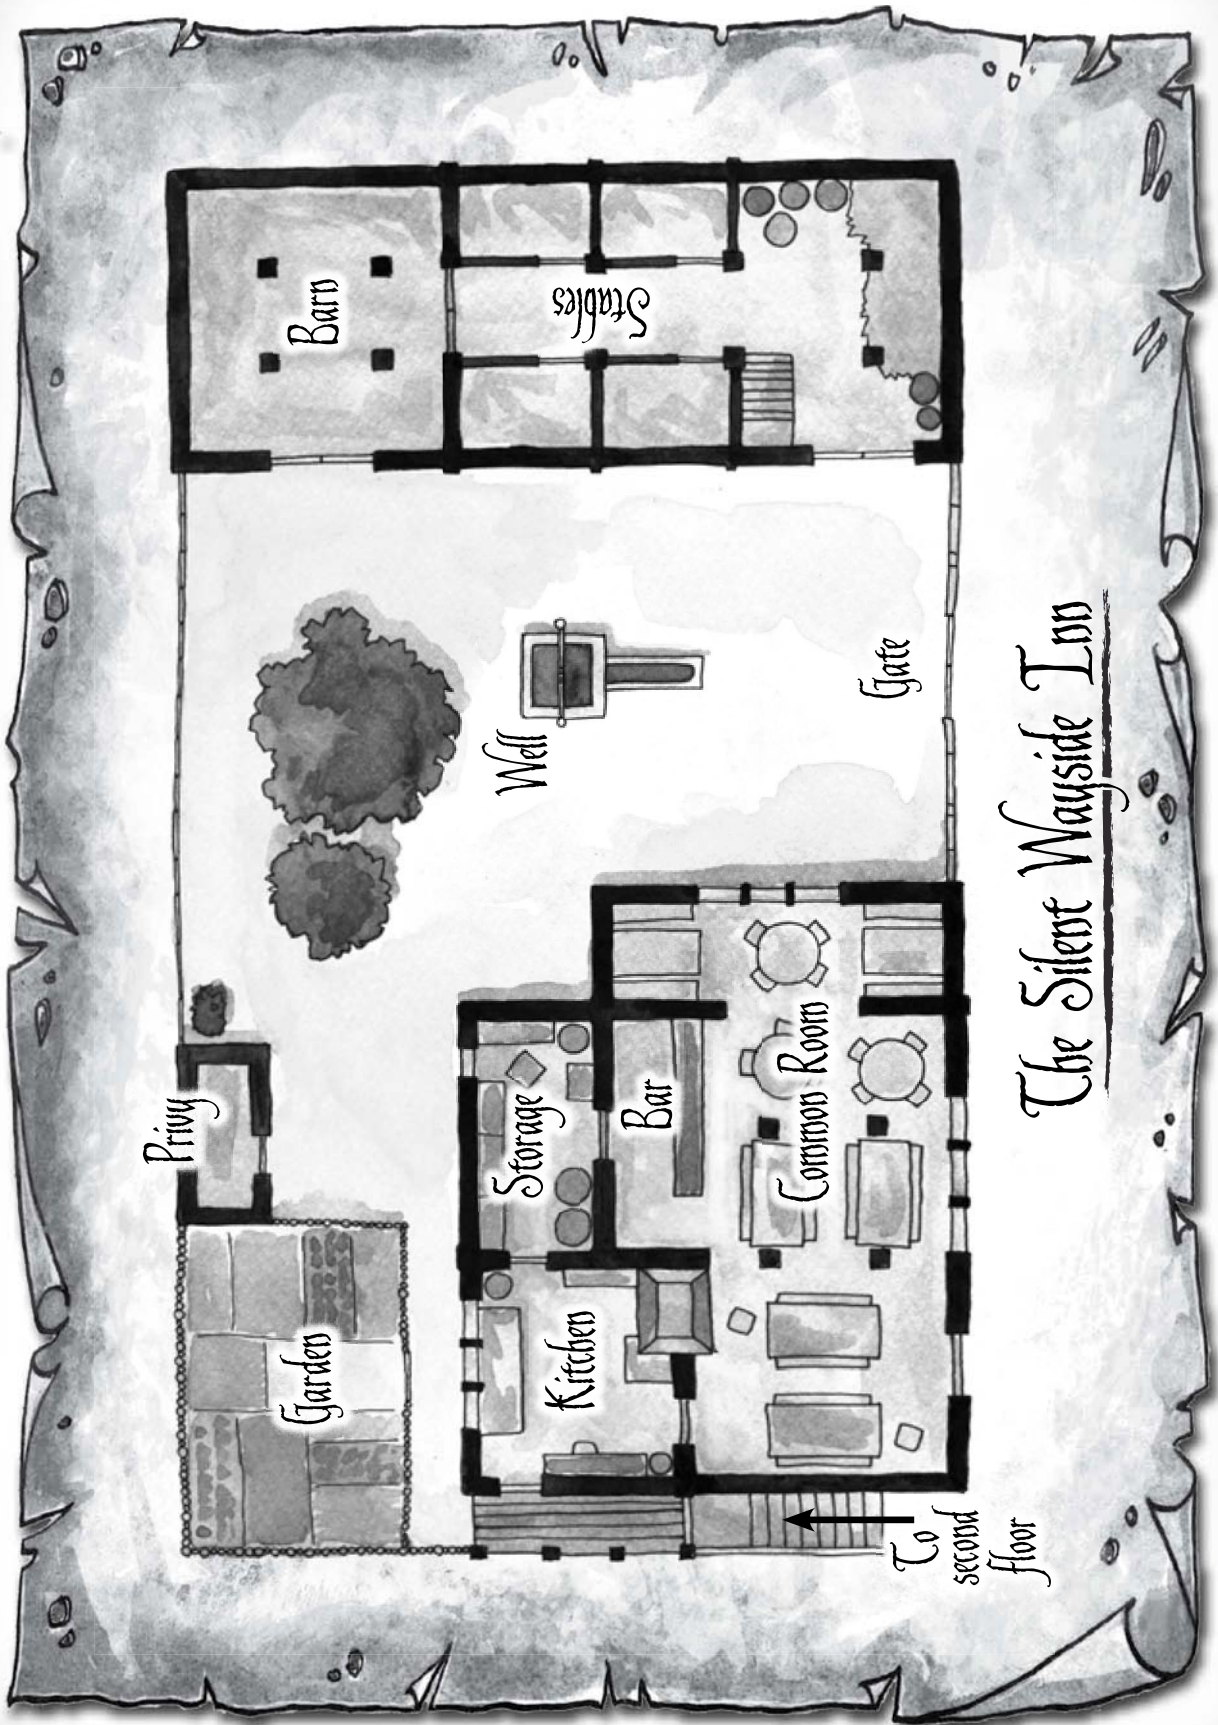 Privy
Garden
Storage
Kitchen
Bar
Common Room
To
second
floor
Well
Gate
Barn
Stables
The Silent Wayside Inn